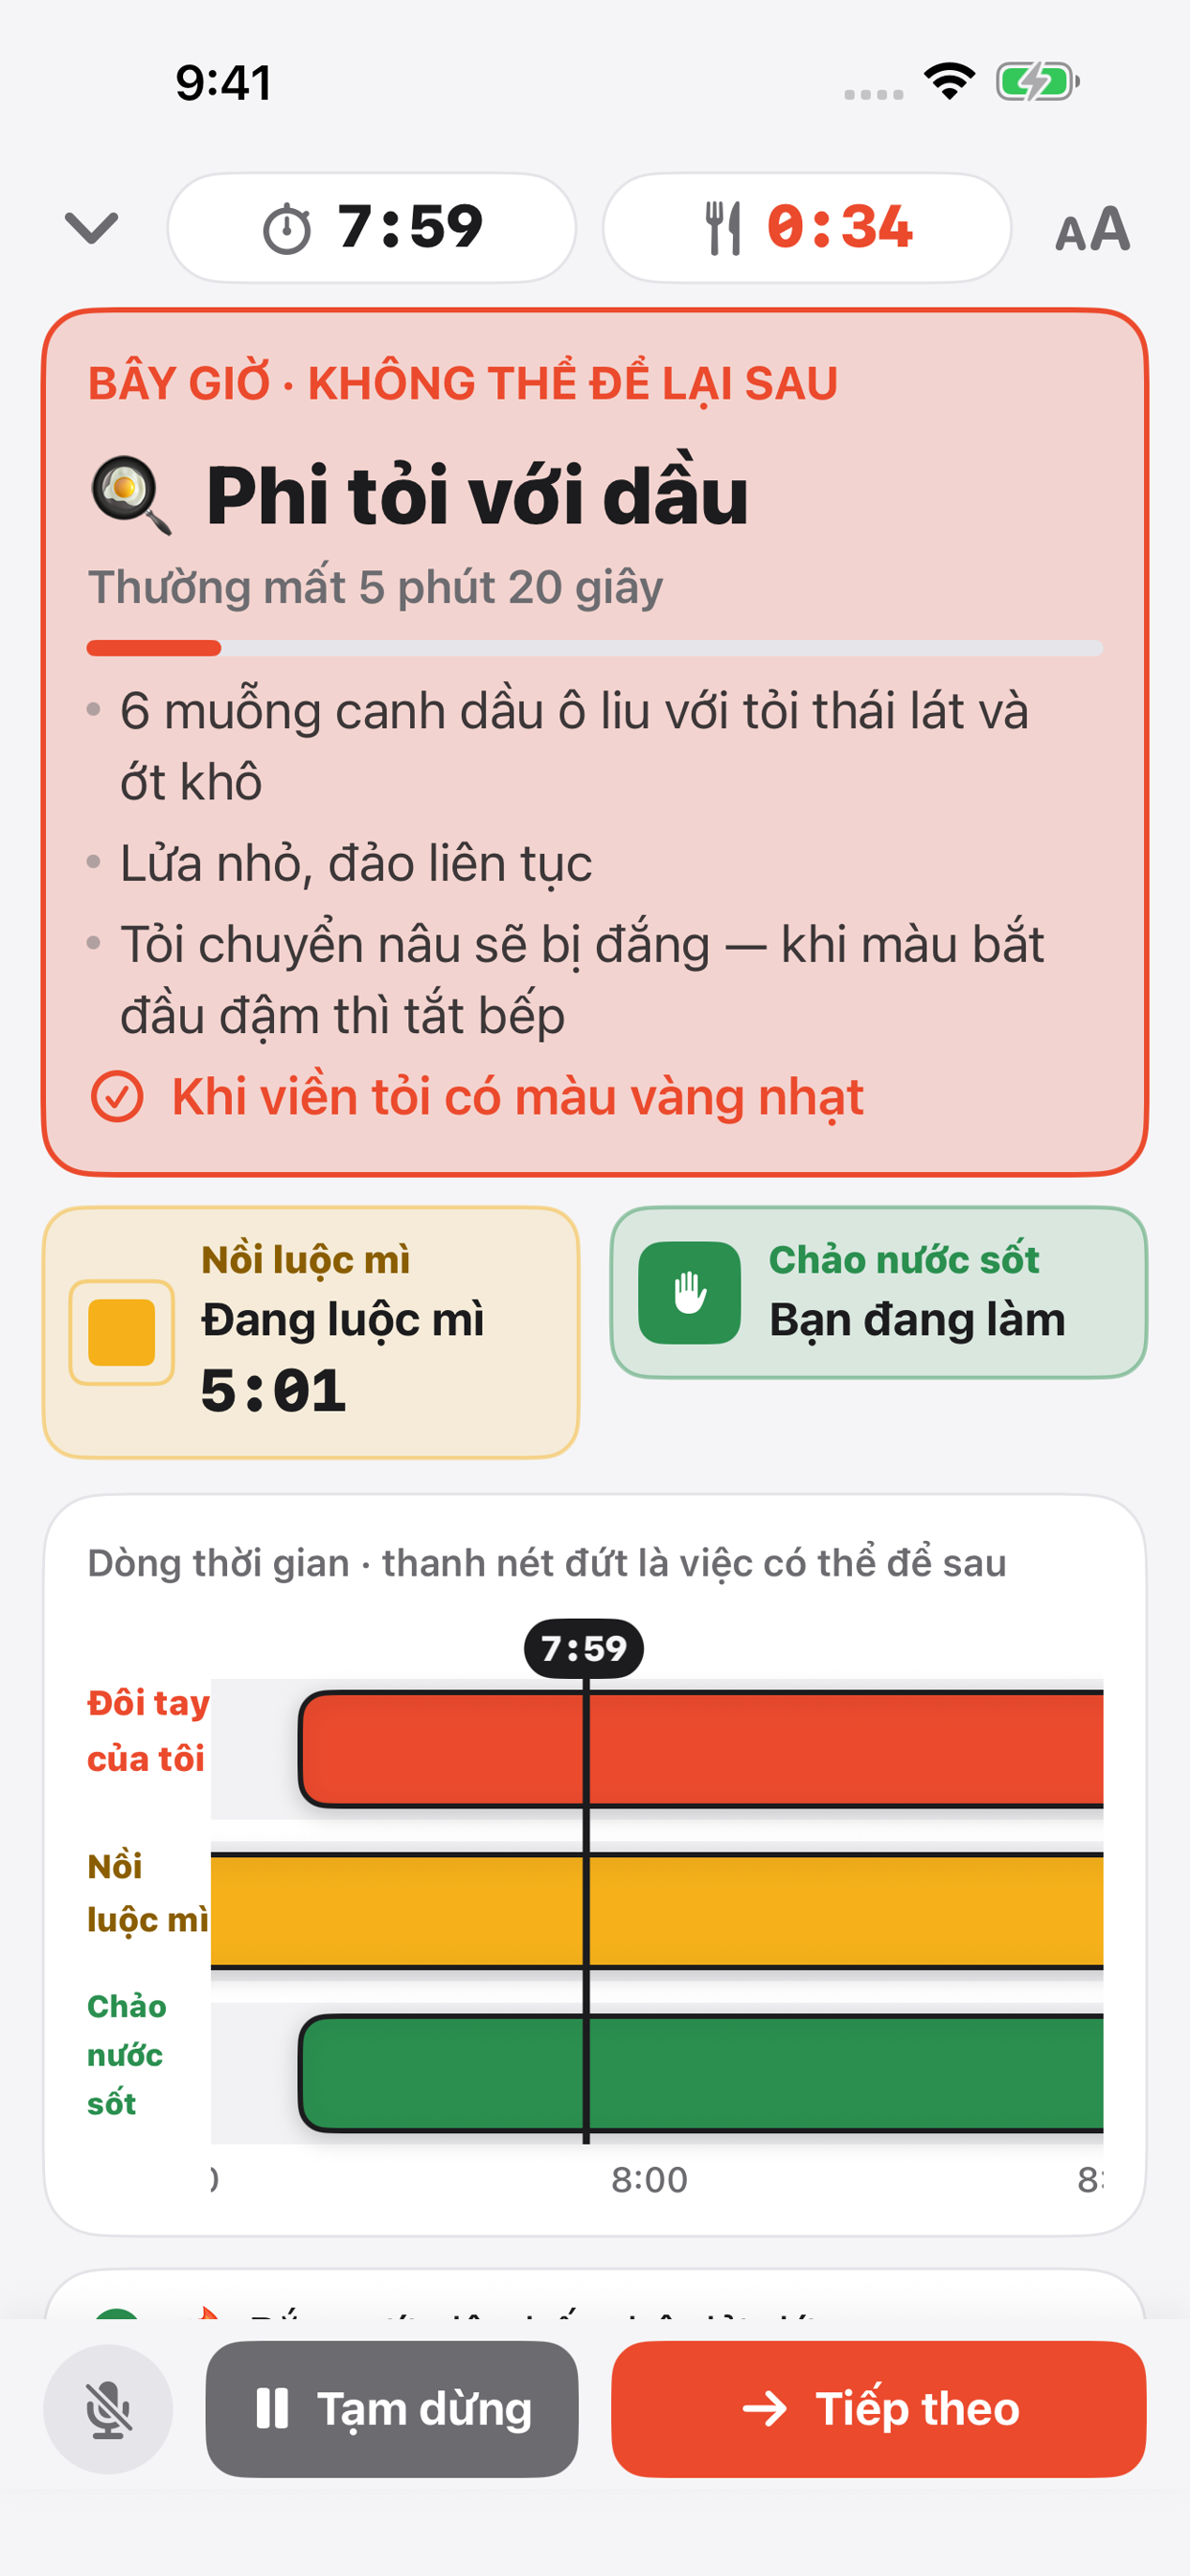 9:41
7:59
0:34
AA
BÂY GIỜ · KHÔNG THỂ ĐỂ LẠI SAU
Phi tỏi với dầu
Thường mất 5 phút 20 giây
6 muỗng canh dầu ô liu với tỏi thái lát và
ớt khô
Lửa nhỏ, đảo liên tục
Tỏi chuyển nâu sẽ bị đắng — khi màu bắt
đầu đậm thì tắt bếp
Khi viền tỏi có màu vàng nhạt
Nồi luộc mì
Đang luộc mì
5:01
Chảo nước sốt
Bạn đang làm
Dòng thời gian · thanh nét đứt là việc có thể để sau
7:59
Đôi tay
của tôi
Nồi
luộc mì
Chảo
nước
sốt
8:00
Tạm dừng
Tiếp theo